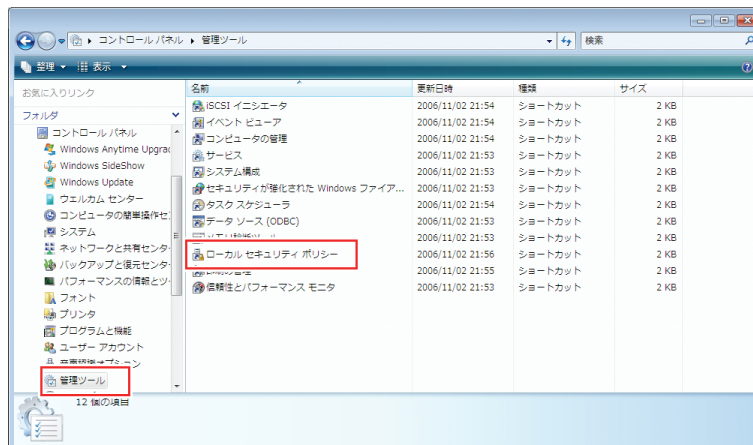 コントロール パネル ▸ 管理ツール
検索
整理 表示
お気に入りリンク
フォルダ
コントロール パネル
Windows Anytime Upgrac
Windows SideShow
Windows Update
ウェルカム センター
コンピュータの簡単操作セ
システム
ネットワークと共有センタ
バックアップと復元センタ
パフォーマンスの情報とツ
フォント
プリンタ
プログラムと機能
ユーザー アカウント
音声認識オプション
管理ツール
名前 更新日時 種類 サイズ
iSCSI イニシエータ 2006/11/02 21:54 ショートカット 2 KB
イベント ビューア 2006/11/02 21:54 ショートカット 2 KB
コンピュータの管理 2006/11/02 21:54 ショートカット 2 KB
サービス 2006/11/02 21:53 ショートカット 2 KB
システム構成 2006/11/02 21:53 ショートカット 2 KB
セキュリティが強化された Windows ファイア... 2006/11/02 21:53 ショートカット 2 KB
タスク スケジューラ 2006/11/02 21:54 ショートカット 2 KB
データ ソース (ODBC) 2006/11/02 21:53 ショートカット 2 KB
メモリ診断ツール 2006/11/02 21:53 ショートカット 2 KB
ローカル セキュリティ ポリシー 2006/11/02 21:56 ショートカット 2 KB
印刷の管理 2006/11/02 21:55 ショートカット 2 KB
信頼性とパフォーマンス モニタ 2006/11/02 21:53 ショートカット 2 KB
12 個の項目